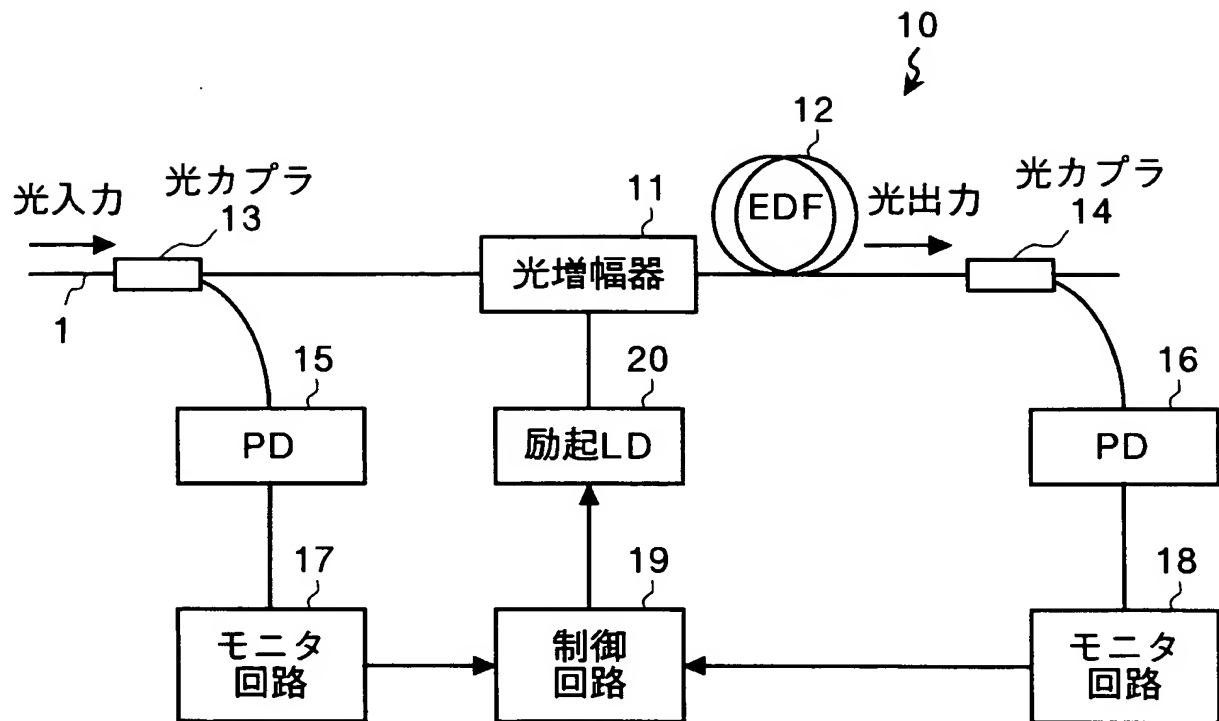 10
12
光カプラ
光カプラ
光入力
13
11
EDF
光出力
14
光増幅器
1
15
20
16
PD
励起LD
PD
17
19
18
モニタ
回路
制御
回路
モニタ
回路